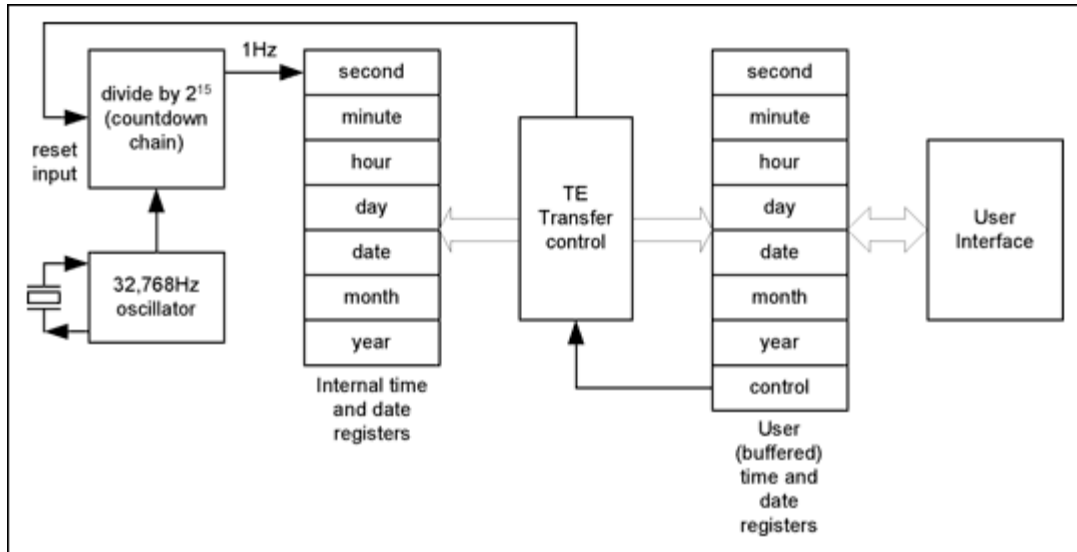 1Hz
divide by 2¹⁵
(countdown
chain)
reset
input
32,768Hz
oscillator
second
minute
hour
day
date
month
year
Internal time
and date
registers
TE
Transfer
control
second
minute
hour
day
date
month
year
control
User
(buffered)
time and
date
registers
User
Interface